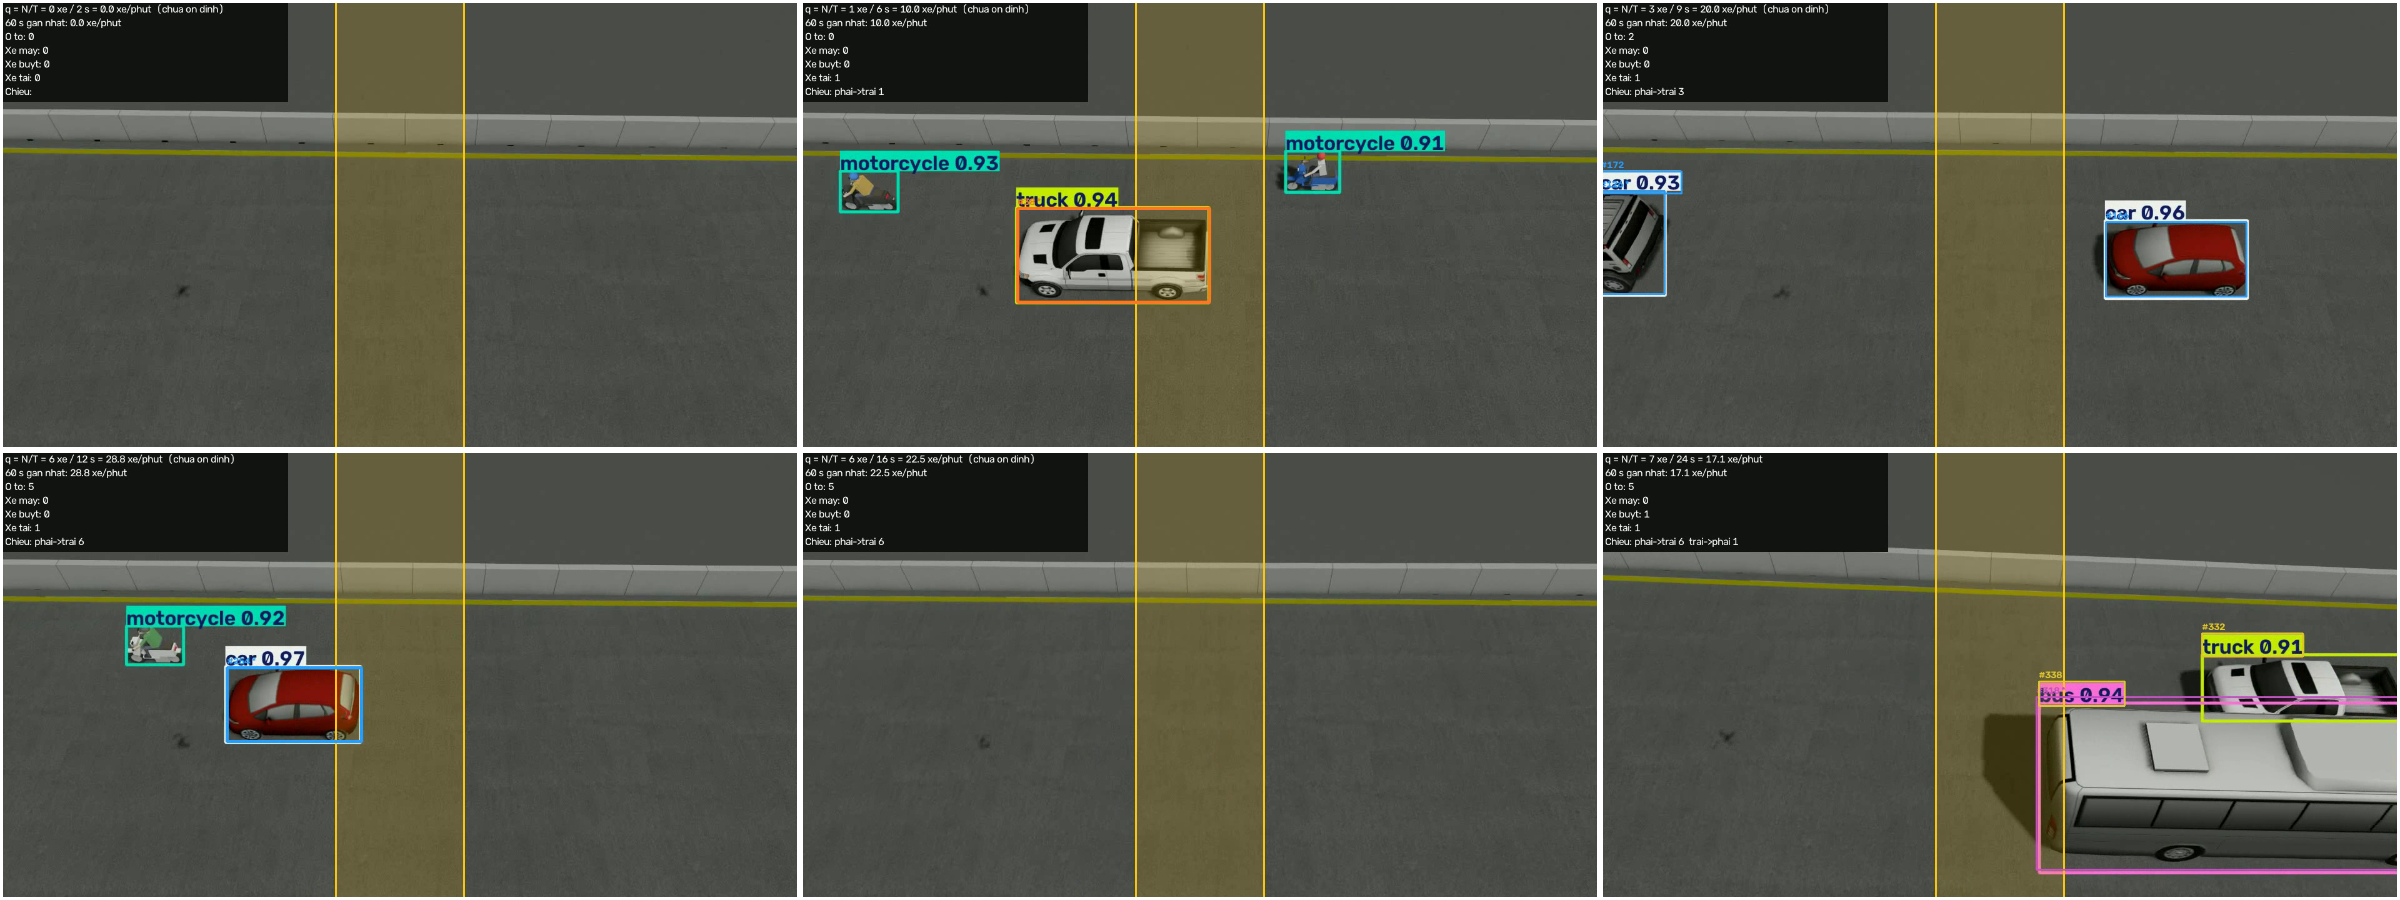 q = N/T = 0 xe / 2 s = 0.0 xe/phut (chua on dinh)
60 s gan nhat: 0.0 xe/phut
O to: 0
Xe may: 0
Xe buyt: 0
Xe tai: 0
Chieu:
q = N/T = 1 xe / 6 s = 10.0 xe/phut (chua on dinh)
60 s gan nhat: 10.0 xe/phut
O to: 0
Xe may: 0
Xe buyt: 0
Xe tai: 1
Chieu: phai->trai 1
motorcycle 0.91
motorcycle 0.93
truck 0.94
q = N/T = 3 xe / 9 s = 20.0 xe/phut (chua on dinh)
60 s gan nhat: 20.0 xe/phut
O to: 2
Xe may: 0
Xe buyt: 0
Xe tai: 1
Chieu: phai->trai 3
#172
car 0.93
car 0.96
q = N/T = 6 xe / 12 s = 28.8 xe/phut (chua on dinh)
60 s gan nhat: 28.8 xe/phut
O to: 5
Xe may: 0
Xe buyt: 0
Xe tai: 1
Chieu: phai->trai 6
motorcycle 0.92
car 0.97
q = N/T = 6 xe / 16 s = 22.5 xe/phut (chua on dinh)
60 s gan nhat: 22.5 xe/phut
O to: 5
Xe may: 0
Xe buyt: 0
Xe tai: 1
Chieu: phai->trai 6
q = N/T = 7 xe / 24 s = 17.1 xe/phut
60 s gan nhat: 17.1 xe/phut
O to: 5
Xe may: 0
Xe buyt: 1
Xe tai: 1
Chieu: phai->trai 6 trai->phai 1
#332
truck 0.91
#338
bus 0.94